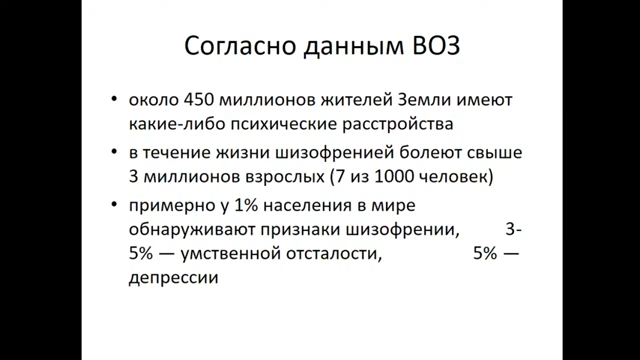 Согласно данным ВОЗ
• около 450 миллионов жителей Земли имеют
какие-либо психические расстройства
• в течение жизни шизофренией болеют свыше
3 миллионов взрослых (7 из 1000 человек)
• примерно у 1% населения в мире
обнаруживают признаки шизофрении, 3-
5% — умственной отсталости, 5% —
депрессии